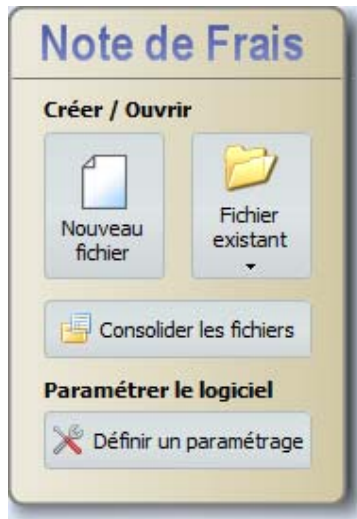 Note de Frais
Créer / Ouvrir
Nouveau
fichier
Fichier
existant
Consolider les fichiers
Paramétrer le logiciel
Définir un paramétrage